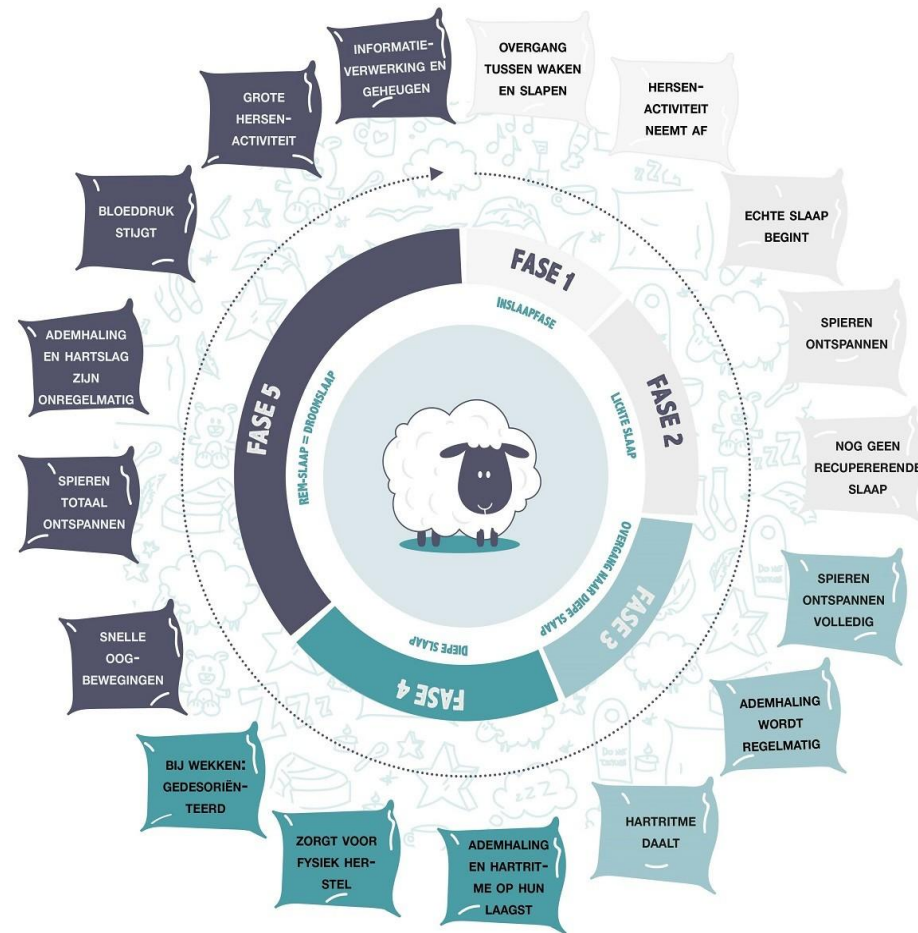 INFORMATIE-
VERWERKING EN
GEHEUGEN
OVERGANG
TUSSEN WAKEN
EN SLAPEN
HERSEN-
ACTIVITEIT
NEEMT AF
ECHTE SLAAP
BEGINT
SPIEREN
ONTSPANNEN
NOG GEEN
RECUPERERENDE
SLAAP
SPIEREN
ONTSPANNEN
VOLLEDIG
ADEMHALING
WORDT
REGELMATIG
HARTRITME
DAALT
ADEMHALING
EN HARTRIT-
ME OP HUN
LAAGST
ZORGT VOOR
FYSIEK HER-
STEL
BIJ WEKKEN:
GEDESORIËN-
TEERD
SNELLE
OOG-
BEWEGINGEN
SPIEREN
TOTAAL
ONTSPANNEN
ADEMHALING
EN HARTSLAG
ZIJN
ONREGELMATIG
BLOEDDRUK
STIJGT
GROTE
HERSEN-
ACTIVITEIT
FASE 1
INSLAAPFASE
FASE 2
LICHTE SLAAP
FASE 3
OVERGANG NAAR DIEPE SLAAP
FASE 4
DIEPE SLAAP
FASE 5
REM-SLAAP = DROOMSLAAP